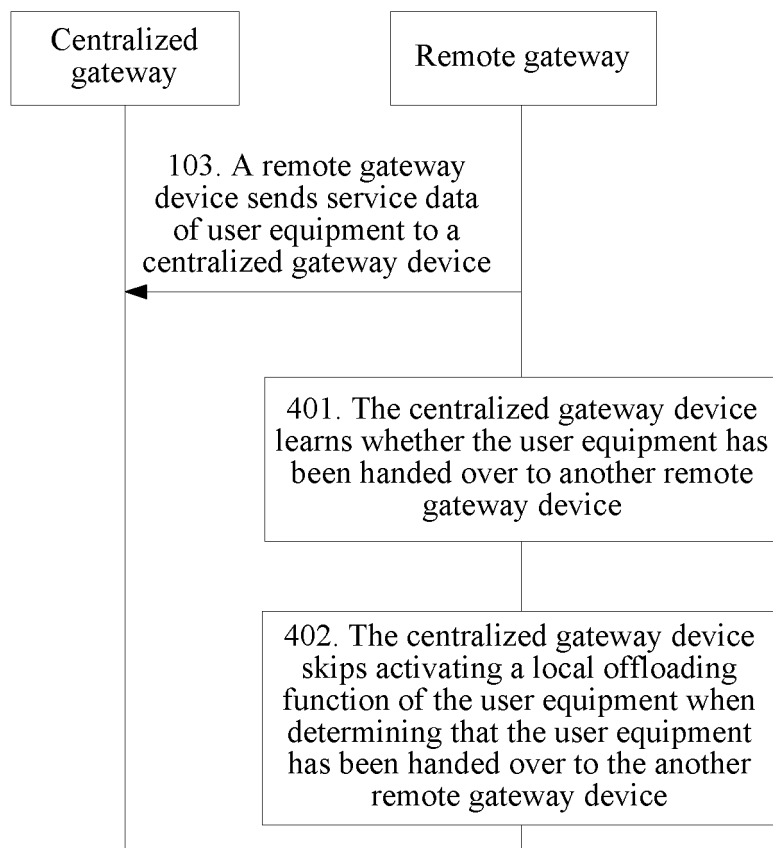 Centralized
gateway
Remote gateway
103. A remote gateway
device sends service data
of user equipment to a
centralized gateway device
401. The centralized gateway device
learns whether the user equipment has
been handed over to another remote
gateway device
402. The centralized gateway device
skips activating a local offloading
function of the user equipment when
determining that the user equipment
has been handed over to the another
remote gateway device